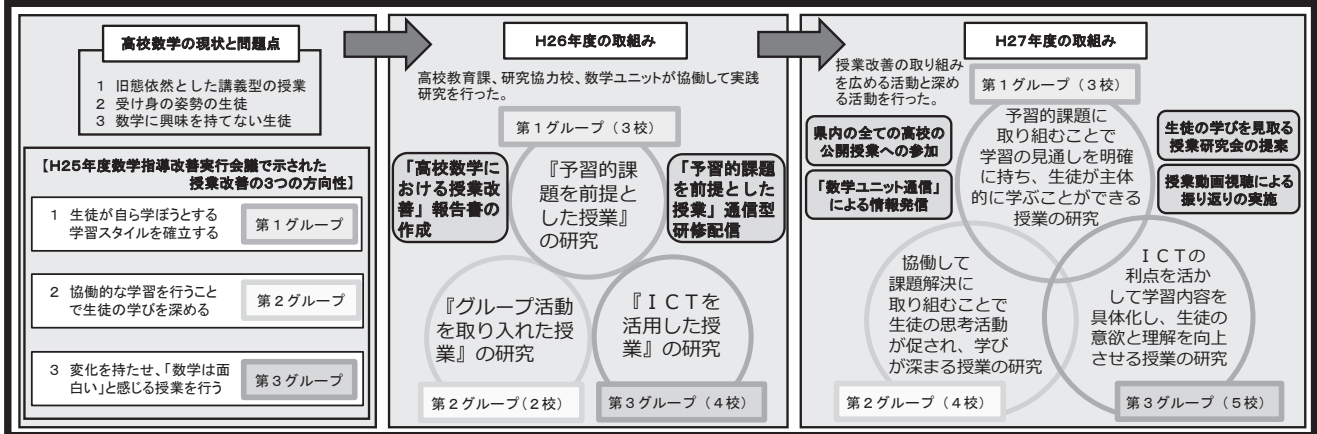 高校数学の現状と問題点
1 旧態依然とした講義型の授業
2 受け身の姿勢の生徒
3 数学に興味を持てない生徒
【H25年度数学指導改善実行会議で示された
授業改善の3つの方向性】
1 生徒が自ら学ぼうとする
学習スタイルを確立する
第1グループ
2 協働的な学習を行うこと
で生徒の学びを深める
第2グループ
3 変化を持たせ、「数学は面
白い」と感じる授業を行う
第3グループ
H26年度の取組み
高校教育課、研究協力校、数学ユニットが協働して実践
研究を行った。
第1グループ（3校）
「高校数学に
おける授業改
善」報告書の
作成
『予習的課
題を前提と
した授業』
の研究
「予習的課題
を前提とした
授業」通信型
研修配信
『グループ活動
を取り入れた授
業』の研究
『ＩＣＴを
活用した授
業』の研究
第2グループ（2校）
第3グループ（4校）
H27年度の取組み
授業改善の取り組み
を広める活動と深め
る活動を行った。
第1グループ（3校）
県内の全ての高校の
公開授業への参加
「数学ユニット通信」
による情報発信
予習的課題に
取り組むことで
学習の見通しを明確
に持ち、生徒が主体
的に学ぶことができる
授業の研究
生徒の学びを見取る
授業研究会の提案
授業動画視聴による
振り返りの実施
協働して
課題解決に
取り組むことで
生徒の思考活動
が促され、学び
が深まる授業の研究
ＩＣＴの
利点を活か
して学習内容を
具体化し、生徒の
意欲と理解を向上
させる授業の研究
第2グループ（4校）
第3グループ（5校）